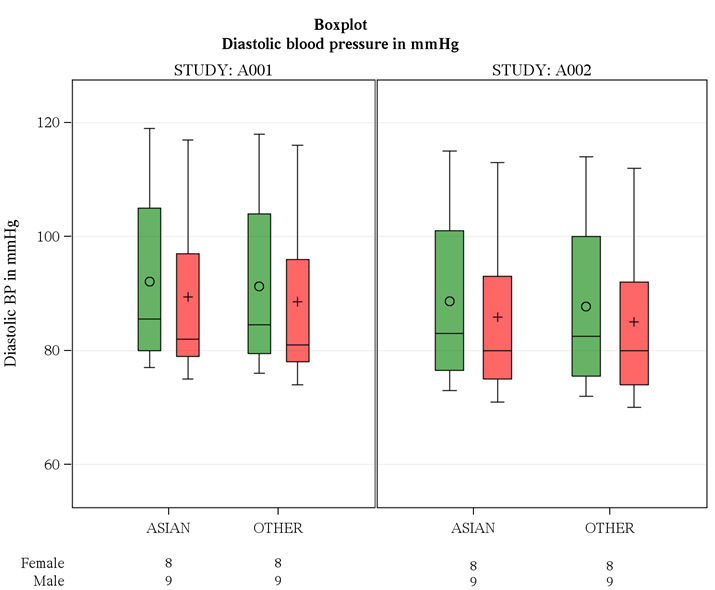 Boxplot
Diastolic blood pressure in mmHg
STUDY: A001 STUDY: A002
Diastolic BP in mmHg
120
100
80
60
ASIAN OTHER ASIAN OTHER
Female 8 8 8 8
Male 9 9 9 9